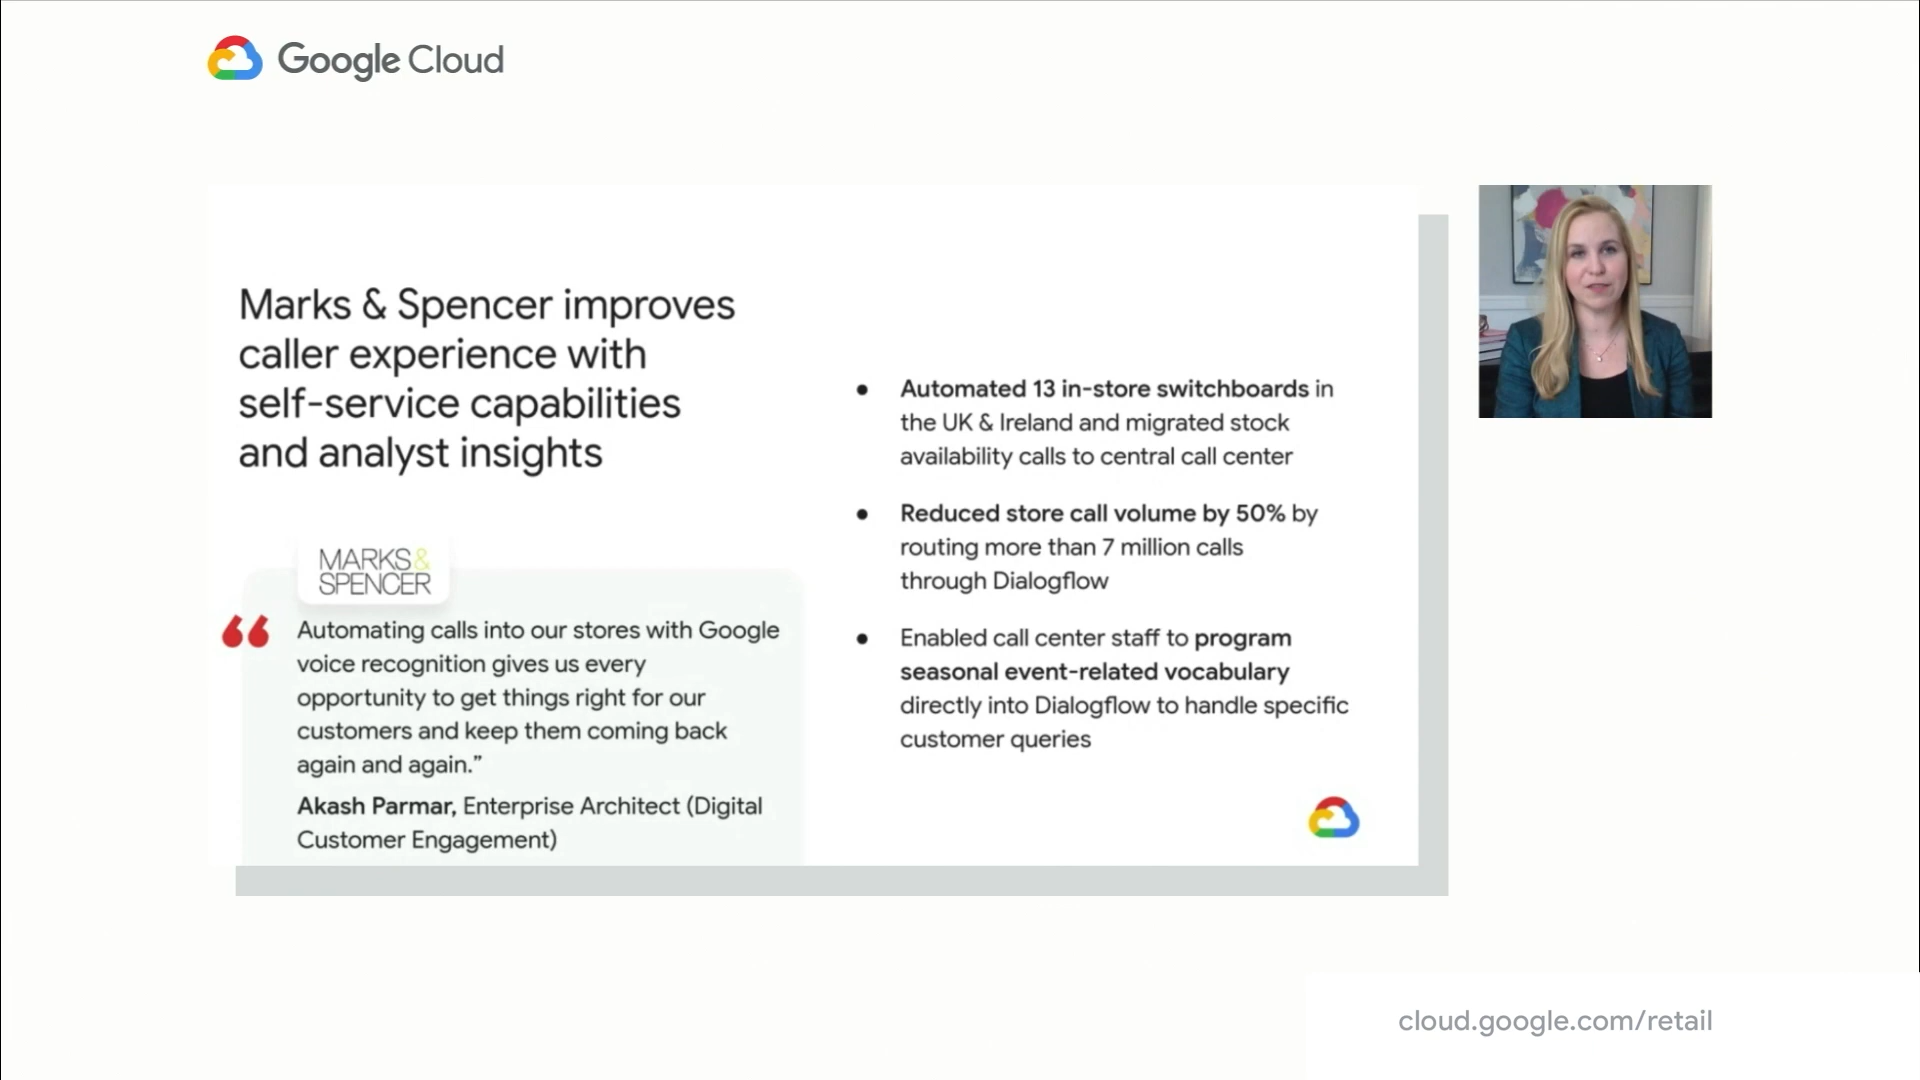 Google Cloud
Marks & Spencer improves
caller experience with
self-service capabilities
and analyst insights
MARKS&
SPENCER
Automating calls into our stores with Google
voice recognition gives us every
opportunity to get things right for our
customers and keep them coming back
again and again.”
Akash Parmar, Enterprise Architect (Digital
Customer Engagement)
● Automated 13 in-store switchboards in
the UK & Ireland and migrated stock
availability calls to central call center
● Reduced store call volume by 50% by
routing more than 7 million calls
through Dialogflow
● Enabled call center staff to program
seasonal event-related vocabulary
directly into Dialogflow to handle specific
customer queries
cloud.google.com/retail